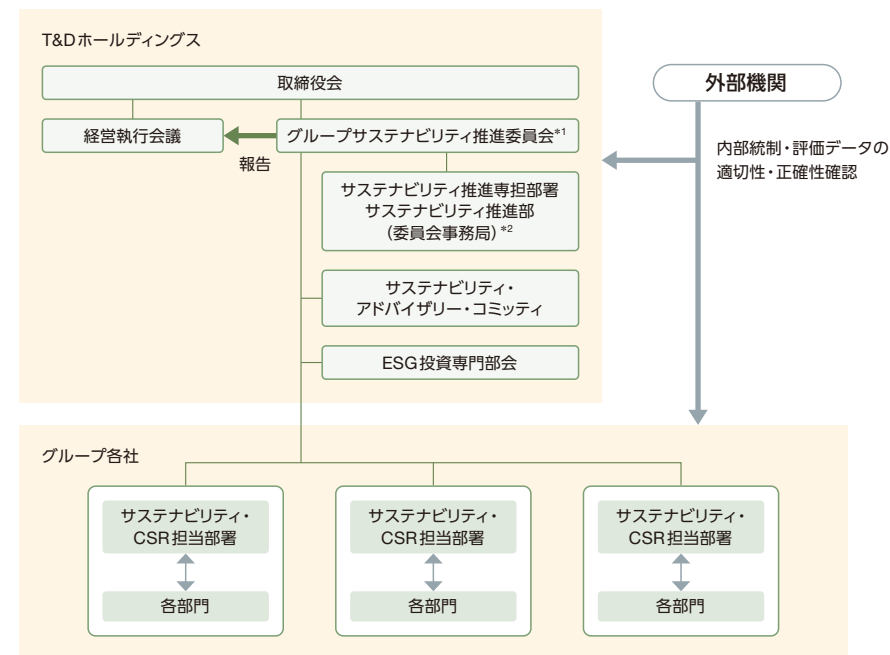 T&Dホールディングス
取締役会
外部機関
経営執行会議
グループサステナビリティ推進委員会*1
報告
内部統制・評価データの
適切性・正確性確認
サステナビリティ推進専担部署
サステナビリティ推進部
（委員会事務局）*2
サステナビリティ・
アドバイザリー・コミッティ
ESG投資専門部会
グループ各社
サステナビリティ・
CSR担当部署
各部門
サステナビリティ・
CSR担当部署
各部門
サステナビリティ・
CSR担当部署
各部門